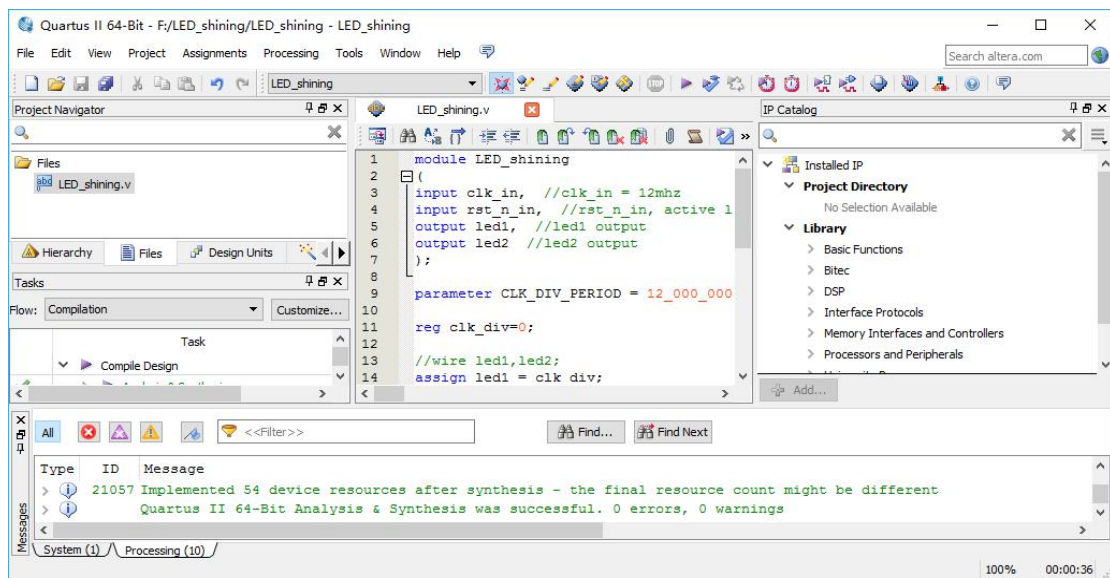 Quartus II 64-Bit - F:/LED_shining/LED_shining - LED_shining
File Edit View Project Assignments Processing Tools Window Help
Search altera.com
LED_shining
Project Navigator
Files
LED_shining.v
Hierarchy Files Design Units
Tasks
Flow: Compilation Customize...
Task
Compile Design
LED_shining.v
1 module LED_shining
2 (
3 input clk_in, //clk_in = 12mhz
4 input rst_n_in, //rst_n_in, active l
5 output led1, //led1 output
6 output led2 //led2 output
7 );
8
9 parameter CLK_DIV_PERIOD = 12_000_000
10
11 reg clk_div=0;
12
13 //wire led1,led2;
14 assign led1 = clk_div;
IP Catalog
Installed IP
Project Directory
No Selection Available
Library
Basic Functions
Bitec
DSP
Interface Protocols
Memory Interfaces and Controllers
Processors and Peripherals
Add...
All <<Filter>> Find... Find Next
Type ID Message
21057 Implemented 54 device resources after synthesis - the final resource count might be different
Quartus II 64-Bit Analysis & Synthesis was successful. 0 errors, 0 warnings
Messages
System (1) Processing (10)
100% 00:00:36